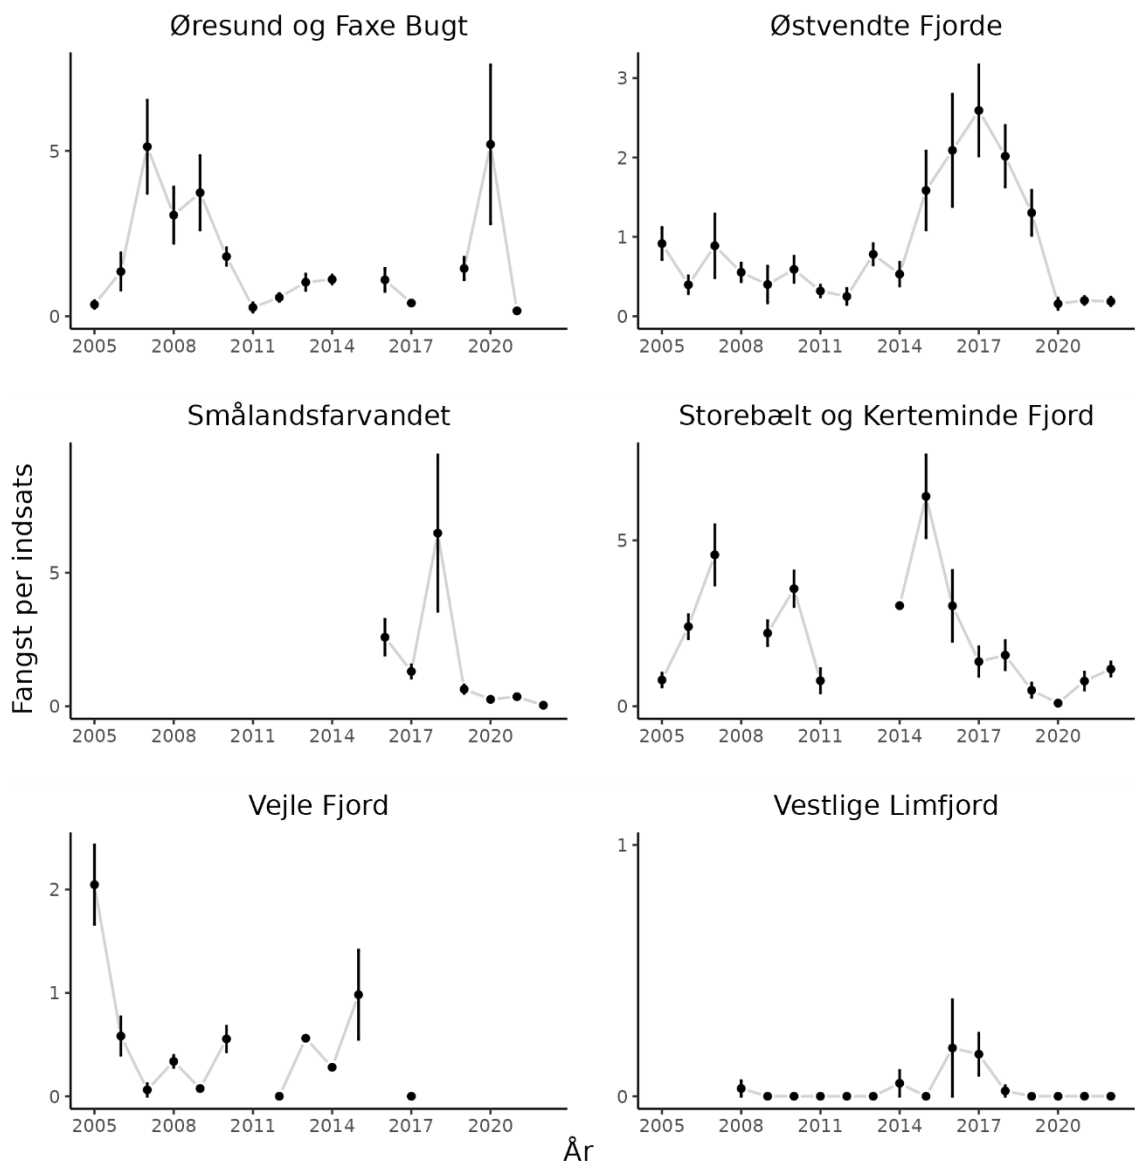 Øresund og Faxe Bugt
5
0
2005 2008 2011 2014 2017 2020
Østvendte Fjorde
3
2
1
0
2005 2008 2011 2014 2017 2020
Fangst per indsats
Smålandsfarvandet
5
0
2005 2008 2011 2014 2017 2020
Storebælt og Kerteminde Fjord
5
0
2005 2008 2011 2014 2017 2020
Vejle Fjord
2
1
0
2005 2008 2011 2014 2017 2020
Vestlige Limfjord
1
0
2005 2008 2011 2014 2017 2020
År